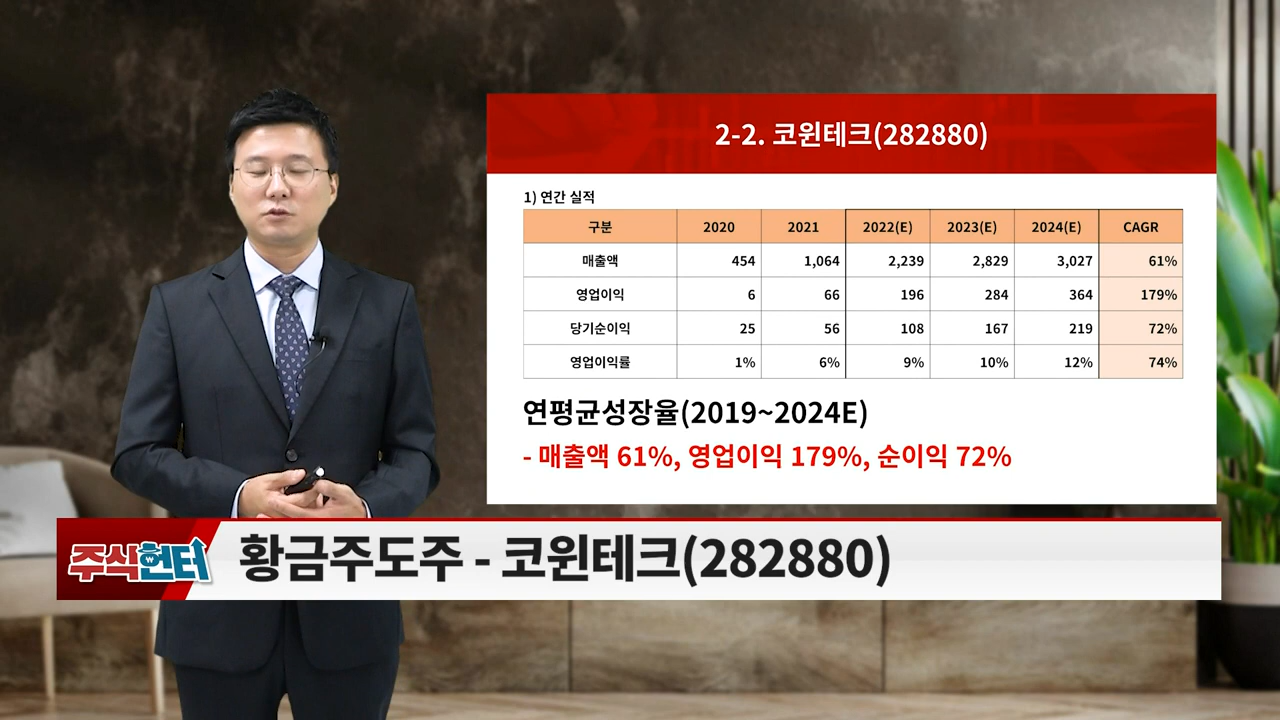 2-2. 코윈테크(282880)
1) 연간 실적
구분 2020 2021 2022(E) 2023(E) 2024(E) CAGR
매출액 454 1,064 2,239 2,829 3,027 61%
영업이익 6 66 196 284 364 179%
당기순이익 25 56 108 167 219 72%
영업이익률 1% 6% 9% 10% 12% 74%
연평균성장율(2019~2024E)
- 매출액 61%, 영업이익 179%, 순이익 72%
주식헌터 황금주도주 - 코윈테크(282880)